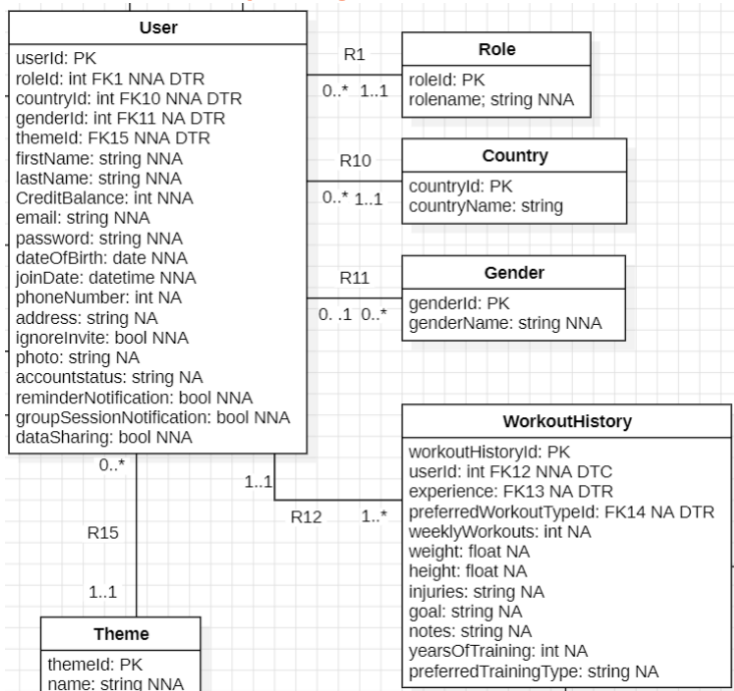 User
userId: PK
roleId: int FK1 NNA DTR
countryId: int FK10 NNA DTR
genderId: int FK11 NA DTR
themeId: FK15 NNA DTR
firstName: string NNA
lastName: string NNA
CreditBalance: int NNA
email: string NNA
password: string NNA
dateOfBirth: date NNA
joinDate: datetime NNA
phoneNumber: int NA
address: string NA
ignoreInvite: bool NNA
photo: string NA
accountstatus: string NA
reminderNotification: bool NNA
groupSessionNotification: bool NNA
dataSharing: bool NNA
R1
0..* 1..1
Role
roleId: PK
rolename; string NNA
R10
0..* 1..1
Country
countryId: PK
countryName: string
R11
0. .1 0..*
Gender
genderId: PK
genderName: string NNA
1..1
R12 1..*
WorkoutHistory
workoutHistoryId: PK
userId: int FK12 NNA DTC
experience: FK13 NA DTR
preferredWorkoutTypeId: FK14 NA DTR
weeklyWorkouts: int NA
weight: float NA
height: float NA
injuries: string NA
goal: string NA
notes: string NA
yearsOfTraining: int NA
preferredTrainingType: string NA
0..*
R15
1..1
Theme
themeId: PK
name: string NNA